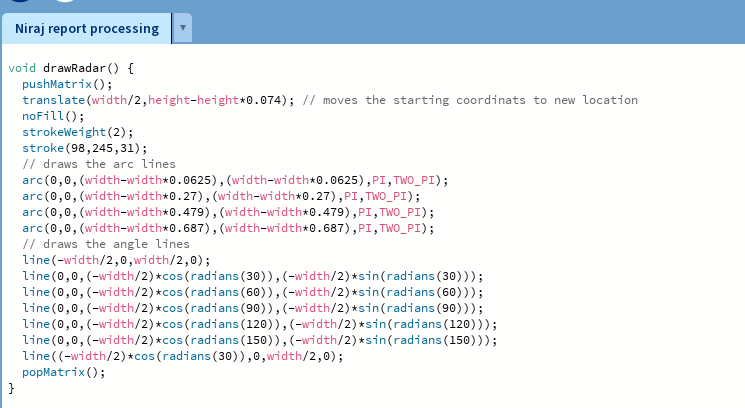 Niraj report processing
void drawRadar() {
  pushMatrix();
  translate(width/2,height-height*0.074); // moves the starting coordinats to new location
  noFill();
  strokeWeight(2);
  stroke(98,245,31);
  // draws the arc lines
  arc(0,0,(width-width*0.0625),(width-width*0.0625),PI,TWO_PI);
  arc(0,0,(width-width*0.27),(width-width*0.27),PI,TWO_PI);
  arc(0,0,(width-width*0.479),(width-width*0.479),PI,TWO_PI);
  arc(0,0,(width-width*0.687),(width-width*0.687),PI,TWO_PI);
  // draws the angle lines
  line(-width/2,0,width/2,0);
  line(0,0,(-width/2)*cos(radians(30)),(-width/2)*sin(radians(30)));
  line(0,0,(-width/2)*cos(radians(60)),(-width/2)*sin(radians(60)));
  line(0,0,(-width/2)*cos(radians(90)),(-width/2)*sin(radians(90)));
  line(0,0,(-width/2)*cos(radians(120)),(-width/2)*sin(radians(120)));
  line(0,0,(-width/2)*cos(radians(150)),(-width/2)*sin(radians(150)));
  line((-width/2)*cos(radians(30)),0,width/2,0);
  popMatrix();
}